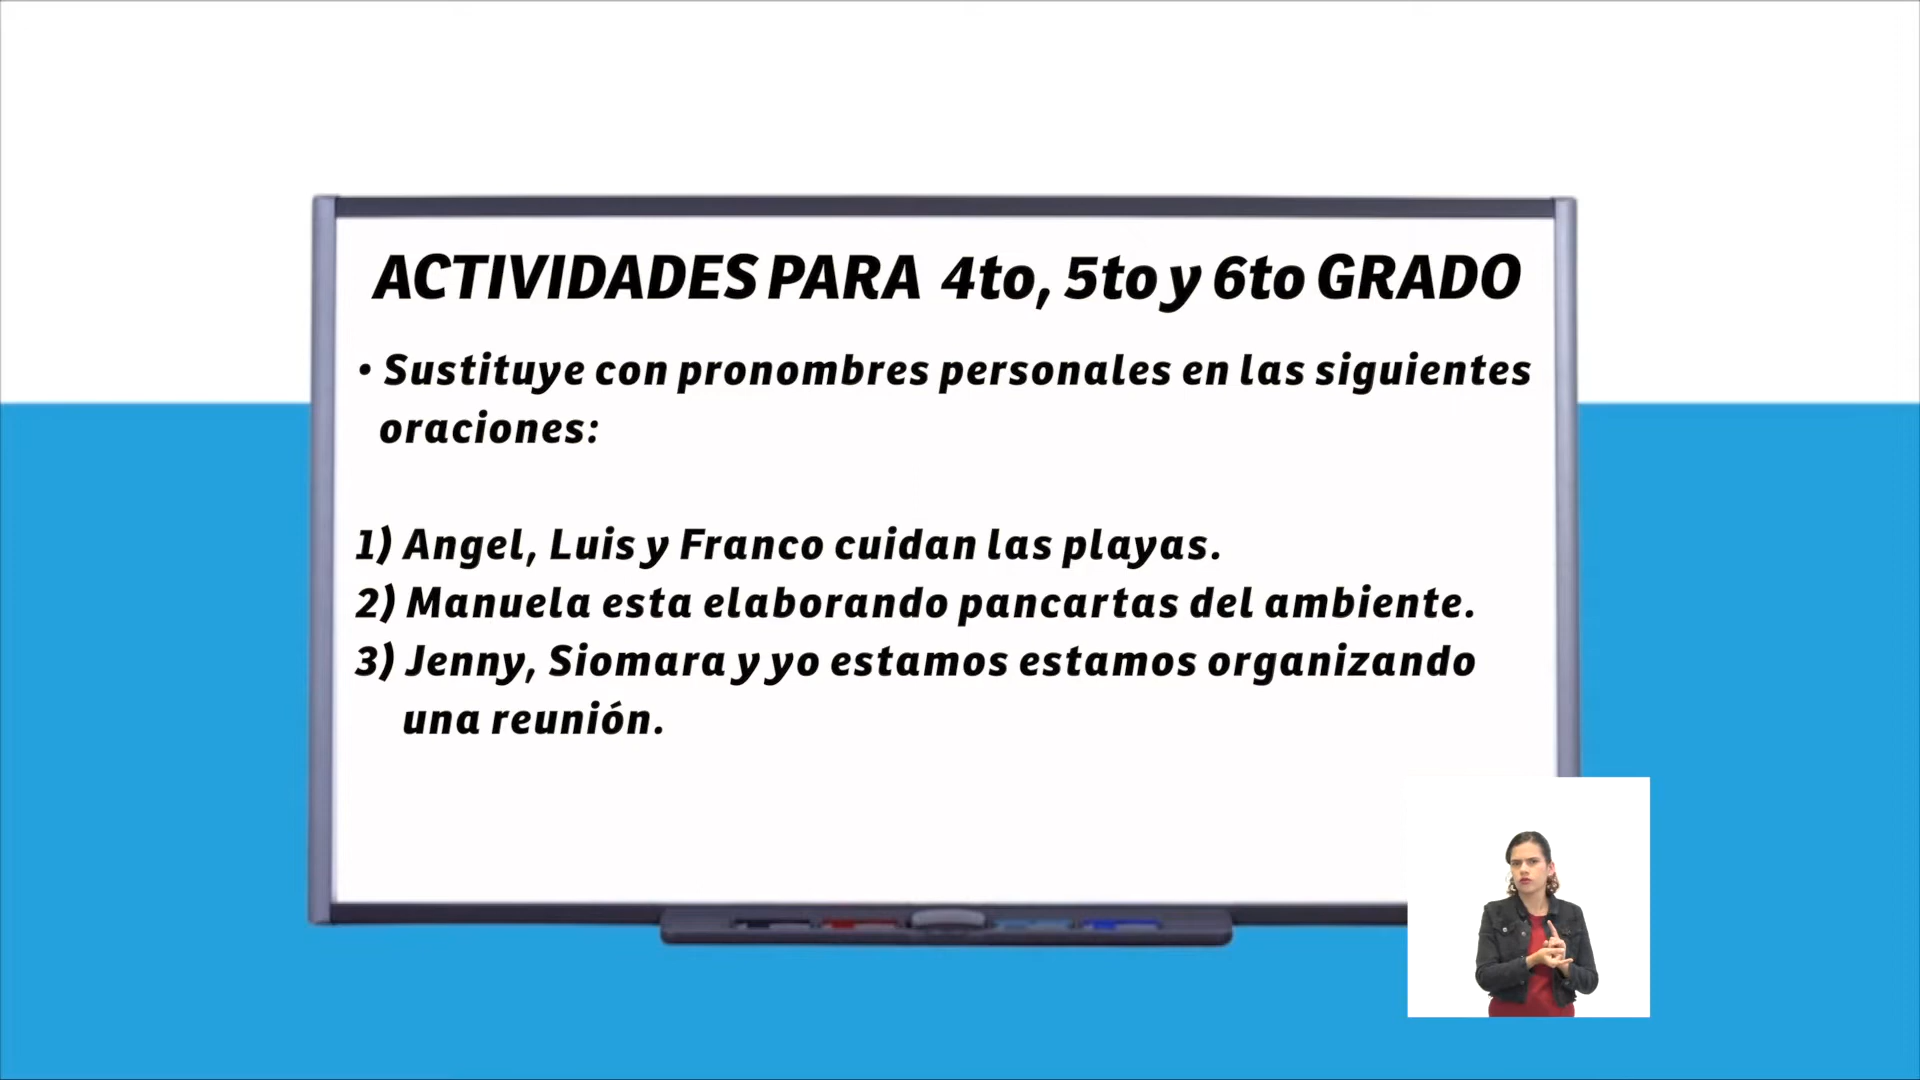 ACTIVIDADES PARA 4to, 5to y 6to GRADO
• Sustituye con pronombres personales en las siguientes
oraciones:
1) Angel, Luis y Franco cuidan las playas.
2) Manuela esta elaborando pancartas del ambiente.
3) Jenny, Siomara y yo estamos estamos organizando
una reunión.